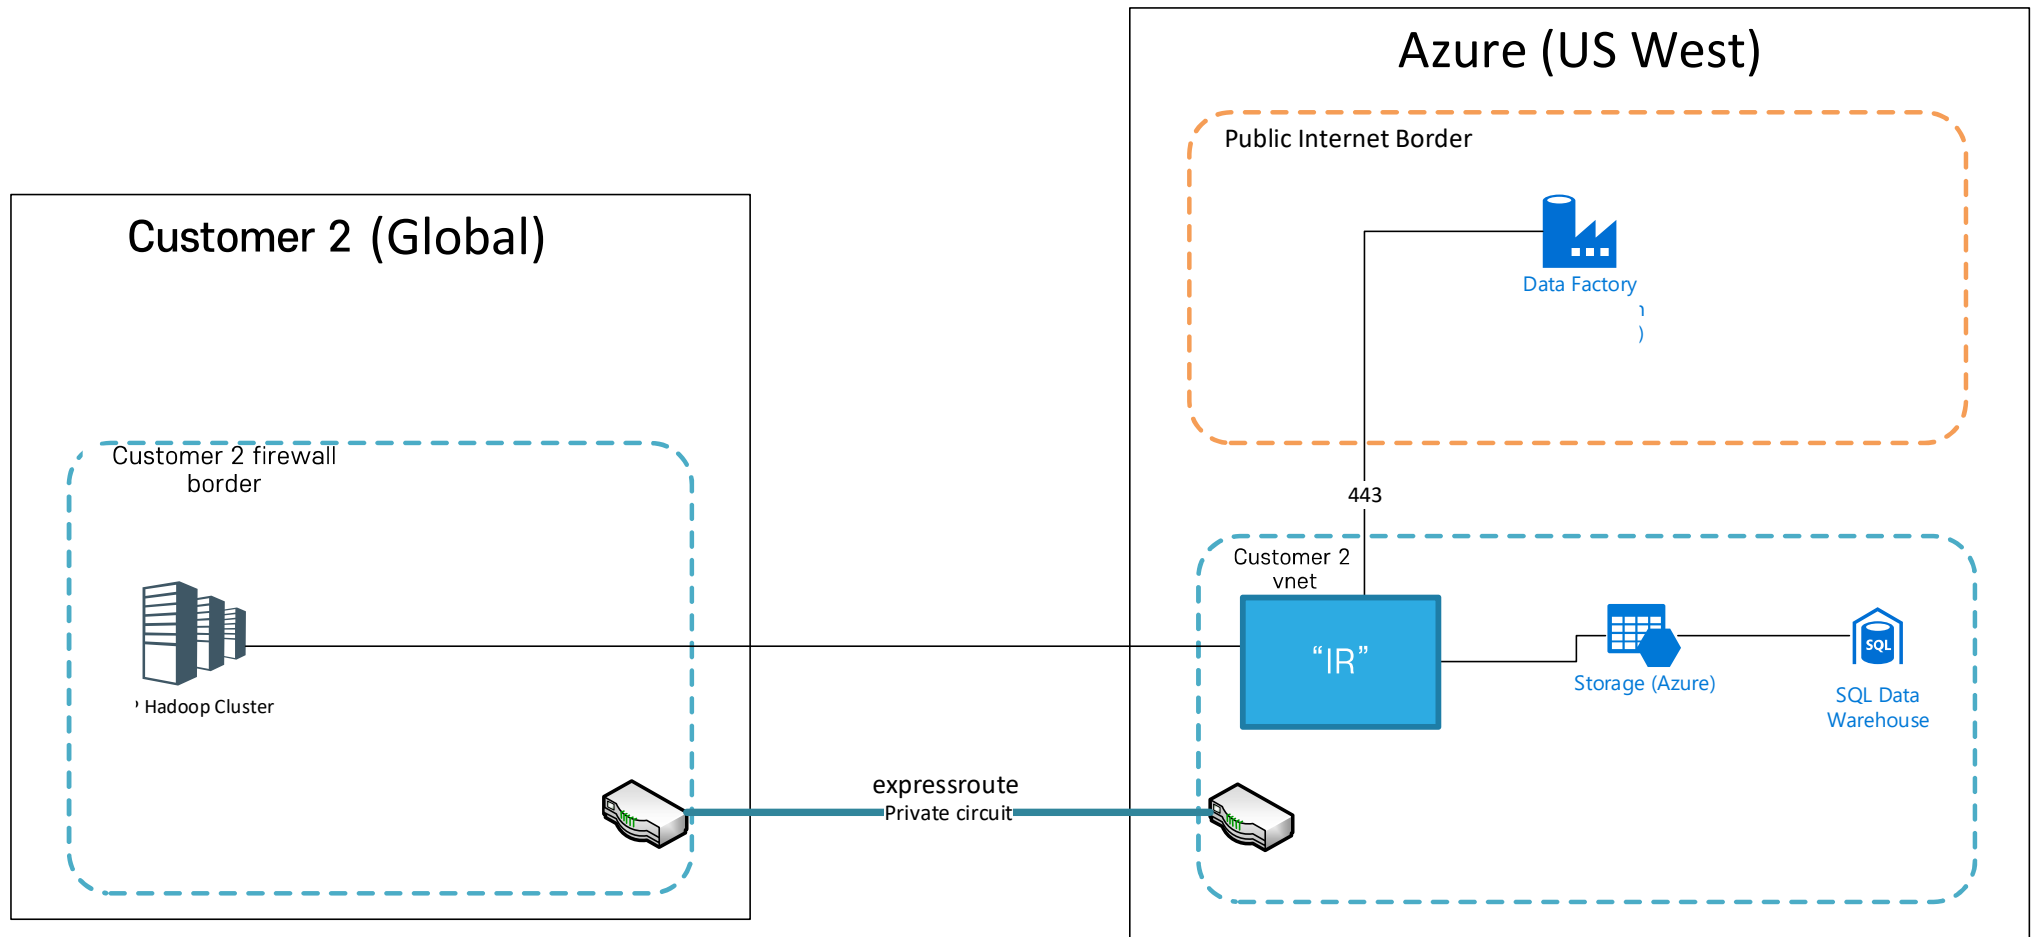 Azure (US West)
Public Internet Border
Customer 2 (Global)
Data Factory
)
Customer 2 firewall
border
443
Customer 2
vnet
"IR"
SQL
Storage (Azure)
SQL Data
Warehouse
Hadoop Cluster
expressroute
Private circuit